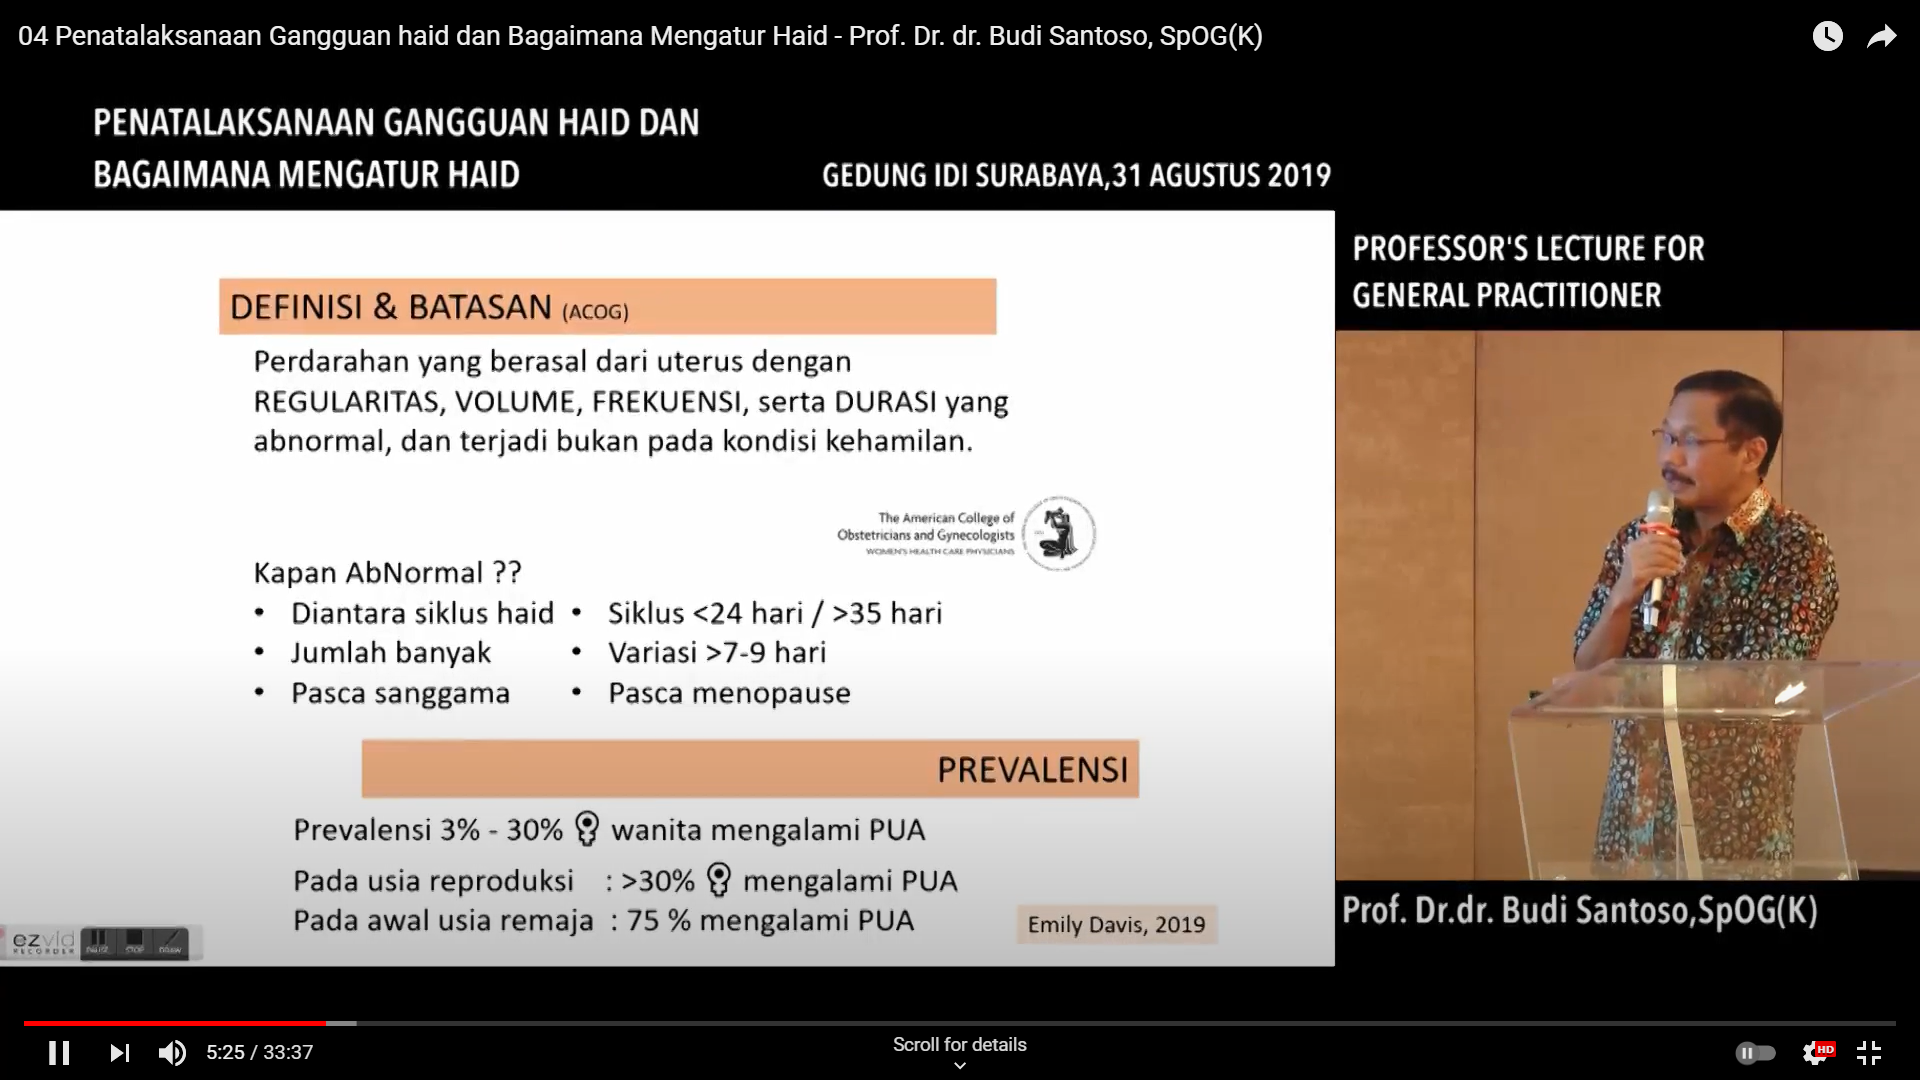 04 Penatalaksanaan Gangguan haid dan Bagaimana Mengatur Haid - Prof. Dr. dr. Budi Santoso, SpOG(K)
PENATALAKSANAAN GANGGUAN HAID DAN
BAGAIMANA MENGATUR HAID
GEDUNG IDI SURABAYA,31 AGUSTUS 2019
PROFESSOR'S LECTURE FOR
GENERAL PRACTITIONER
DEFINISI & BATASAN (ACOG)
Perdarahan yang berasal dari uterus dengan
REGULARITAS, VOLUME, FREKUENSI, serta DURASI yang
abnormal, dan terjadi bukan pada kondisi kehamilan.
The American College of
Obstetricians and Gynecologists
WOMEN'S HEALTH CARE PHYSICIANS
Kapan AbNormal ??
• Diantara siklus haid
• Jumlah banyak
• Pasca sanggama
• Siklus <24 hari / >35 hari
• Variasi >7-9 hari
• Pasca menopause
PREVALENSI
Prevalensi 3% - 30% wanita mengalami PUA
Pada usia reproduksi : >30% mengalami PUA
Pada awal usia remaja : 75 % mengalami PUA
Emily Davis, 2019
Prof. Dr.dr. Budi Santoso,SpOG(K)
ezvid
RECORDER
PAUSE STOP DRAW
5:25 / 33:37
Scroll for details
HD